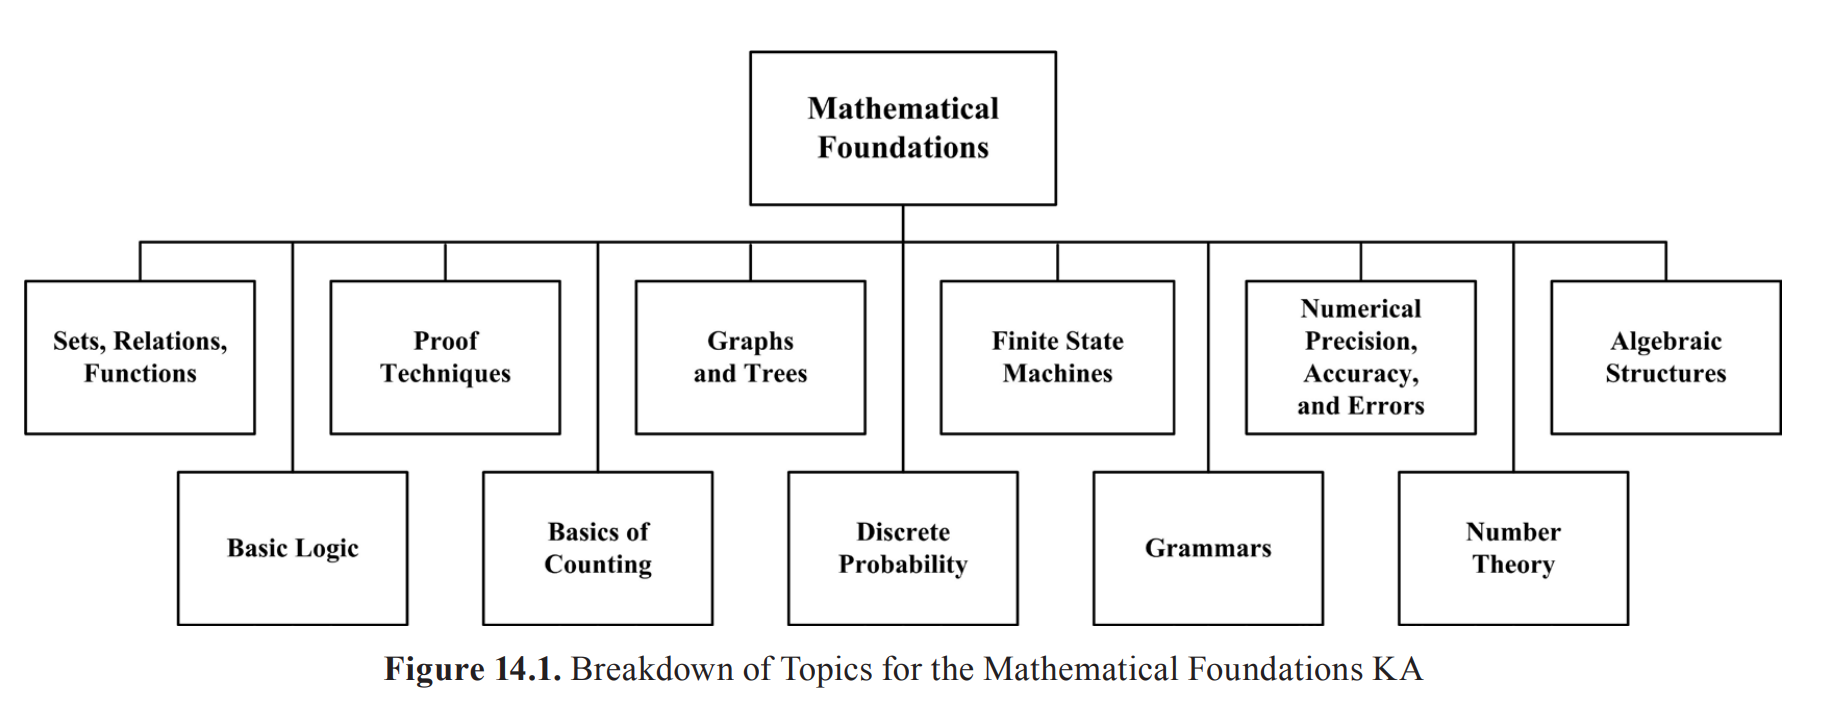 Mathematical
Foundations
Sets, Relations,
Functions
Proof
Techniques
Graphs
and Trees
Finite State
Machines
Numerical
Precision,
Accuracy,
and Errors
Algebraic
Structures
Basic Logic
Basics of
Counting
Discrete
Probability
Grammars
Number
Theory
Figure 14.1. Breakdown of Topics for the Mathematical Foundations KA